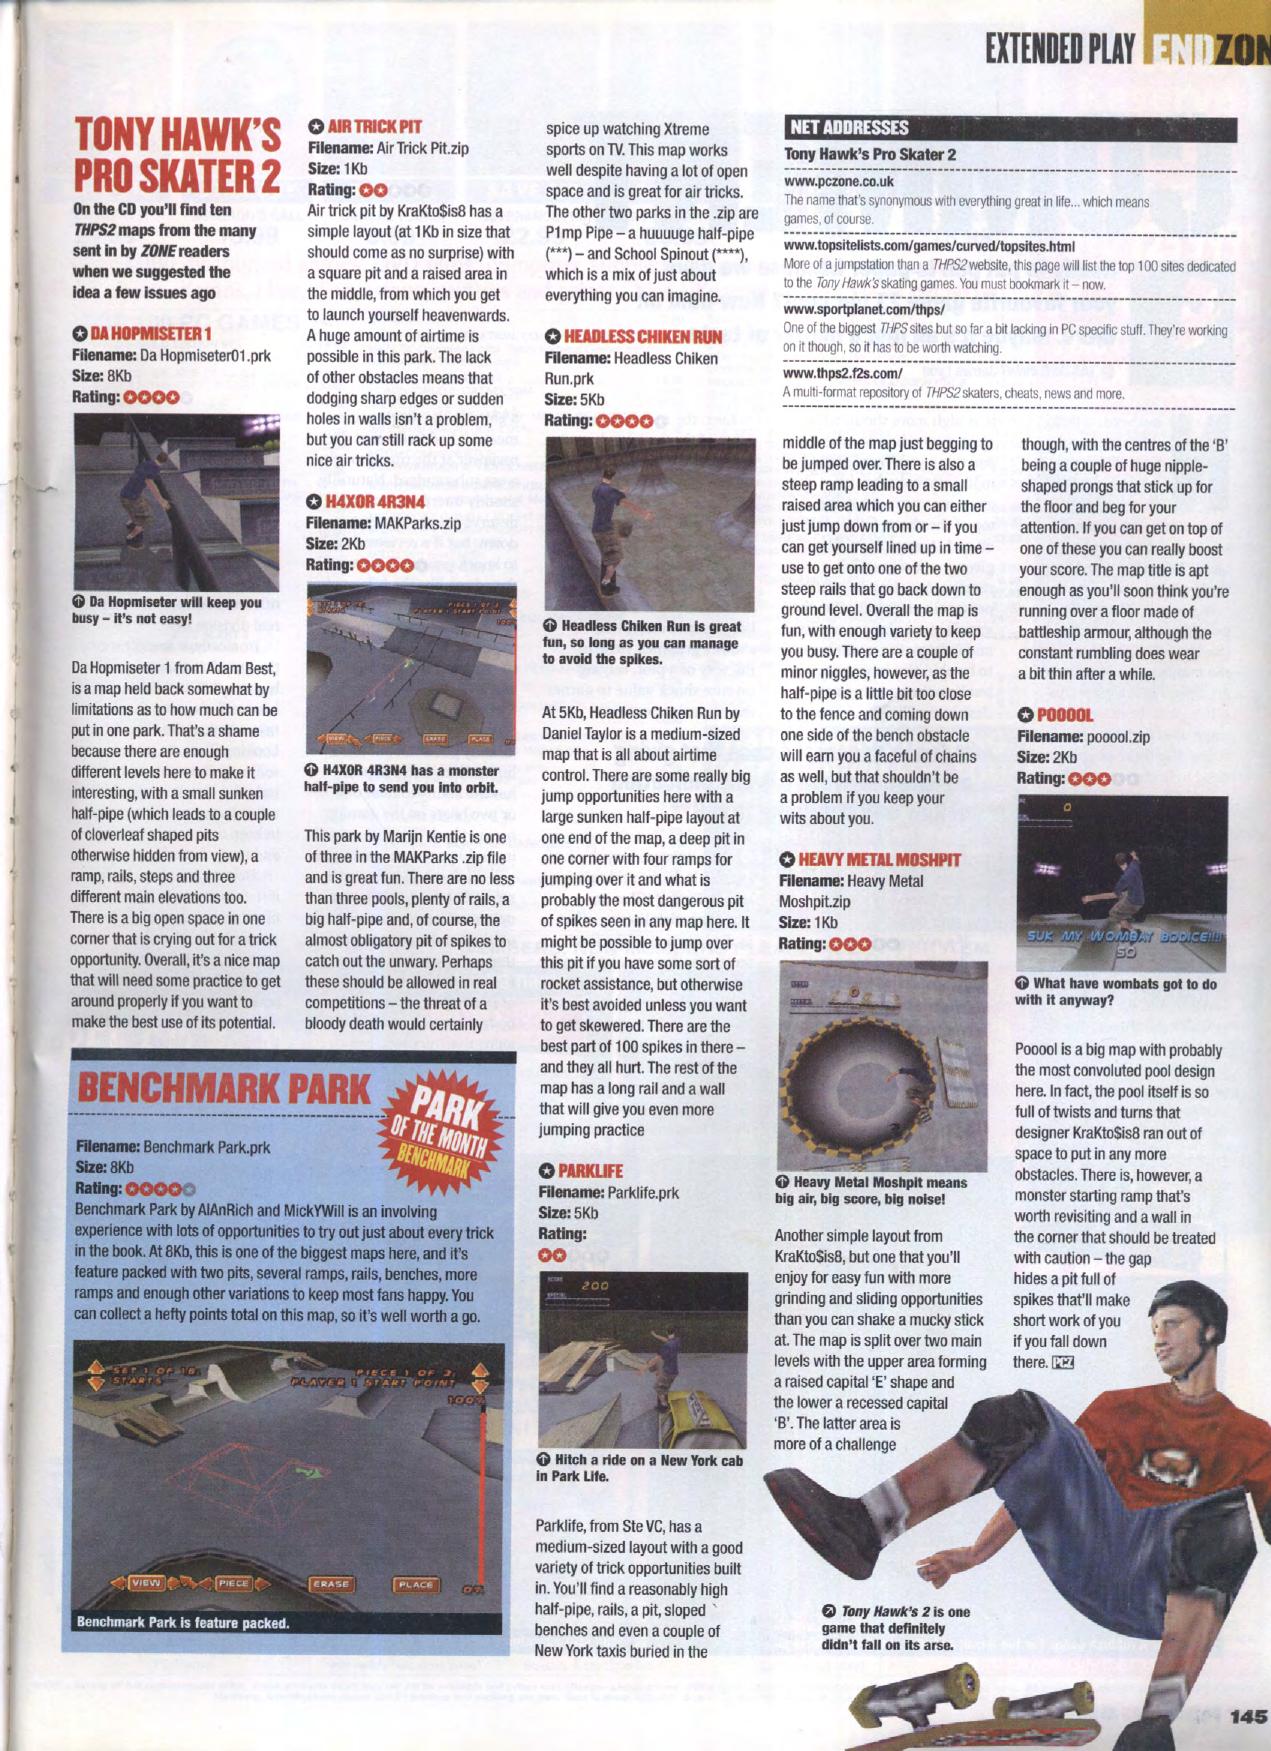 EXTENDED PLAY ENDZON
TONY HAWK'S
PRO SKATER 2
On the CD you'll find ten
THPS2 maps from the many
sent in by ZONE readers
when we suggested the
idea a few issues ago
DA HOPMISETER 1
Filename: Da Hopmiseter01.prk
Size: 8Kb
Rating:
Da Hopmiseter will keep you
busy – it's not easy!
Da Hopmiseter 1 from Adam Best,
is a map held back somewhat by
limitations as to how much can be
put in one park. That's a shame
because there are enough
different levels here to make it
interesting, with a small sunken
half-pipe (which leads to a couple
of cloverleaf shaped pits
otherwise hidden from view), a
ramp, rails, steps and three
different main elevations too.
There is a big open space in one
corner that is crying out for a trick
opportunity. Overall, it's a nice map
that will need some practice to get
around properly if you want to
make the best use of its potential.
AIR TRICK PIT
Filename: Air Trick Pit.zip
Size: 1Kb
Rating:
Air trick pit by KraKto$is8 has a
simple layout (at 1Kb in size that
should come as no surprise) with
a square pit and a raised area in
the middle, from which you get
to launch yourself heavenwards.
A huge amount of airtime is
possible in this park. The lack
of other obstacles means that
dodging sharp edges or sudden
holes in walls isn't a problem,
but you can still rack up some
nice air tricks.
H4X0R 4R3N4
Filename: MAKParks.zip
Size: 2Kb
Rating:
PIECE 1 OF 3
PLAYER 1 START POINT
VIEW PIECE ERASE PLACE
H4X0R 4R3N4 has a monster
half-pipe to send you into orbit.
This park by Marijn Kentie is one
of three in the MAKParks .zip file
and is great fun. There are no less
than three pools, plenty of rails, a
big half-pipe and, of course, the
almost obligatory pit of spikes to
catch out the unwary. Perhaps
these should be allowed in real
competitions – the threat of a
bloody death would certainly
spice up watching Xtreme
sports on TV. This map works
well despite having a lot of open
space and is great for air tricks.
The other two parks in the .zip are
P1mp Pipe – a huuuuge half-pipe
(***) – and School Spinout (****),
which is a mix of just about
everything you can imagine.
HEADLESS CHIKEN RUN
Filename: Headless Chiken
Run.prk
Size: 5Kb
Rating:
Headless Chiken Run is great
fun, so long as you can manage
to avoid the spikes.
At 5Kb, Headless Chiken Run by
Daniel Taylor is a medium-sized
map that is all about airtime
control. There are some really big
jump opportunities here with a
large sunken half-pipe layout at
one end of the map, a deep pit in
one corner with four ramps for
jumping over it and what is
probably the most dangerous pit
of spikes seen in any map here. It
might be possible to jump over
this pit if you have some sort of
rocket assistance, but otherwise
it's best avoided unless you want
to get skewered. There are the
best part of 100 spikes in there –
and they all hurt. The rest of the
map has a long rail and a wall
that will give you even more
jumping practice
PARKLIFE
Filename: Parklife.prk
Size: 5Kb
Rating:
SCORE
200
SPECIAL
Hitch a ride on a New York cab
in Park Life.
Parklife, from Ste VC, has a
medium-sized layout with a good
variety of trick opportunities built
in. You'll find a reasonably high
half-pipe, rails, a pit, sloped
benches and even a couple of
New York taxis buried in the
NET ADDRESSES
Tony Hawk's Pro Skater 2
www.pczone.co.uk
The name that's synonymous with everything great in life... which means
games, of course.
www.topsitelists.com/games/curved/topsites.html
More of a jumpstation than a THPS2 website, this page will list the top 100 sites dedicated
to the Tony Hawk's skating games. You must bookmark it – now.
www.sportplanet.com/thps/
One of the biggest THPS sites but so far a bit lacking in PC specific stuff. They're working
on it though, so it has to be worth watching.
www.thps2.f2s.com/
A multi-format repository of THPS2 skaters, cheats, news and more.
middle of the map just begging to
be jumped over. There is also a
steep ramp leading to a small
raised area which you can either
just jump down from or – if you
can get yourself lined up in time –
use to get onto one of the two
steep rails that go back down to
ground level. Overall the map is
fun, with enough variety to keep
you busy. There are a couple of
minor niggles, however, as the
half-pipe is a little bit too close
to the fence and coming down
one side of the bench obstacle
will earn you a faceful of chains
as well, but that shouldn't be
a problem if you keep your
wits about you.
HEAVY METAL MOSHPIT
Filename: Heavy Metal
Moshpit.zip
Size: 1Kb
Rating:
Heavy Metal Moshpit means
big air, big score, big noise!
Another simple layout from
KraKto$is8, but one that you'll
enjoy for easy fun with more
grinding and sliding opportunities
than you can shake a mucky stick
at. The map is split over two main
levels with the upper area forming
a raised capital 'E' shape and
the lower a recessed capital
'B'. The latter area is
more of a challenge
though, with the centres of the 'B'
being a couple of huge nipple-
shaped prongs that stick up for
the floor and beg for your
attention. If you can get on top of
one of these you can really boost
your score. The map title is apt
enough as you'll soon think you're
running over a floor made of
battleship armour, although the
constant rumbling does wear
a bit thin after a while.
POOOOL
Filename: pooool.zip
Size: 2Kb
Rating:
0
SUK MY WOMBAT BODICE!!!!
50
What have wombats got to do
with it anyway?
Pooool is a big map with probably
the most convoluted pool design
here. In fact, the pool itself is so
full of twists and turns that
designer KraKto$is8 ran out of
space to put in any more
obstacles. There is, however, a
monster starting ramp that's
worth revisiting and a wall in
the corner that should be treated
with caution – the gap
hides a pit full of
spikes that'll make
short work of you
if you fall down
there. PCZ
BENCHMARK PARK
PARK
OF THE MONTH
BENCHMARK
Filename: Benchmark Park.prk
Size: 8Kb
Rating:
Benchmark Park by AlAnRich and MickYWill is an involving
experience with lots of opportunities to try out just about every trick
in the book. At 8Kb, this is one of the biggest maps here, and it's
feature packed with two pits, several ramps, rails, benches, more
ramps and enough other variations to keep most fans happy. You
can collect a hefty points total on this map, so it's well worth a go.
SET 1 OF 18: PIECE 1 OF 3:
STARTS PLAYER 1 START POINT
100%
VIEW PIECE ERASE PLACE 0%
Benchmark Park is feature packed.
Tony Hawk's 2 is one
game that definitely
didn't fall on its arse.
145